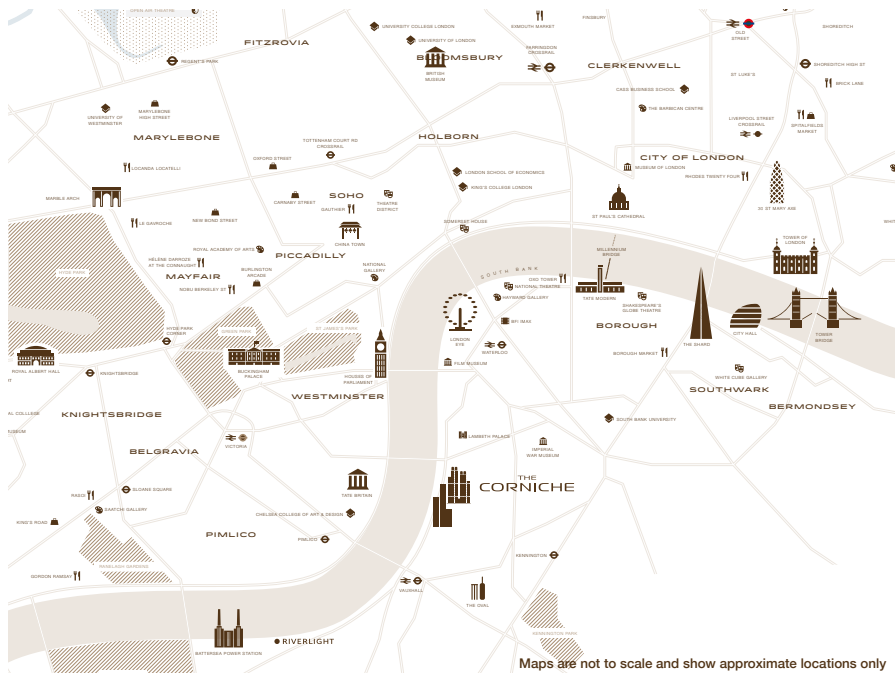 OPEN AIR THEATRE
FITZROVIA
UNIVERSITY COLLEGE LONDON
UNIVERSITY OF LONDON
EXMOUTH MARKET
FINSBURY
OLD
STREET
SHOREDITCH
REGENT'S PARK
BLOOMSBURY
BRITISH
MUSEUM
FARRINGDON
CROSSRAIL
CLERKENWELL
ST LUKE'S
SHOREDITCH HIGH ST
BRICK LANE
CASS BUSINESS SCHOOL
THE BARBICAN CENTRE
UNIVERSITY OF
WESTMINSTER
MARYLEBONE
HIGH STREET
LIVERPOOL STREET
CROSSRAIL
SPITALFIELDS
MARKET
MARYLEBONE
TOTTENHAM COURT RD
CROSSRAIL
HOLBORN
CITY OF LONDON
LOCANDA LOCATELLI
OXFORD STREET
LONDON SCHOOL OF ECONOMICS
MUSEUM OF LONDON
RHODES TWENTY FOUR
KING'S COLLEGE LONDON
MARBLE ARCH
CARNABY STREET
SOHO
GAUTHIER
THEATRE
DISTRICT
ST PAUL'S CATHEDRAL
30 ST MARY AXE
LE GAVROCHE
NEW BOND STREET
SOMERSET HOUSE
CHINA TOWN
TOWER OF
LONDON
ROYAL ACADEMY OF ARTS
PICCADILLY
MILLENNIUM
BRIDGE
HÉLÈNE DARROZE
AT THE CONNAUGHT
MAYFAIR
BURLINGTON
ARCADE
NATIONAL
GALLERY
SOUTH BANK
OXO TOWER
NATIONAL THEATRE
HYDE PARK
NOBU BERKELEY ST
HAYWARD GALLERY
TATE MODERN
SHAKESPEARE'S
GLOBE THEATRE
BFI IMAX
BOROUGH
HYDE PARK
CORNER
GREEN PARK
ST JAMES'S PARK
LONDON
EYE
WATERLOO
THE SHARD
CITY HALL
TOWER
BRIDGE
BOROUGH MARKET
ROYAL ALBERT HALL
KNIGHTSBRIDGE
BUCKINGHAM
PALACE
HOUSES OF
PARLIAMENT
FILM MUSEUM
WHITE CUBE GALLERY
SOUTHWARK
WESTMINSTER
BERMONDSEY
KNIGHTSBRIDGE
SOUTH BANK UNIVERSITY
BELGRAVIA
VICTORIA
LAMBETH PALACE
IMPERIAL
WAR MUSEUM
THE
CORNICHE
RASOI
SLOANE SQUARE
TATE BRITAIN
SAATCHI GALLERY
CHELSEA COLLEGE OF ART & DESIGN
KING'S ROAD
PIMLICO
PIMLICO
KENNINGTON
RANELAGH GARDENS
GORDON RAMSAY
VAUXHALL
THE OVAL
KENNINGTON PARK
RIVERLIGHT
BATTERSEA POWER STATION
Maps are not to scale and show approximate locations only